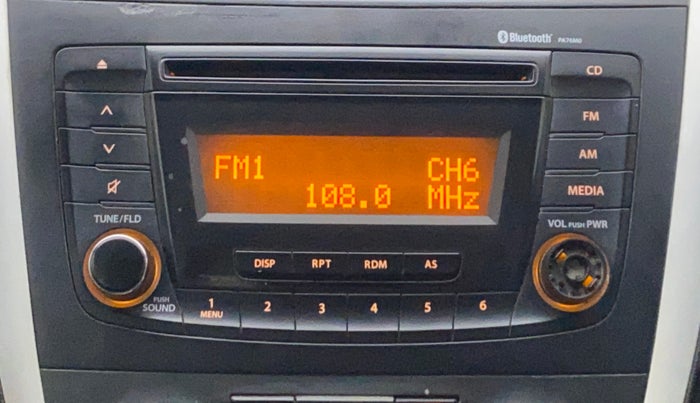 Bluetooth PA76M0
CD
FM
AM
MEDIA
FM1 CH6
108.0 MHz
TUNE/FLD
VOL PUSH PWR
DISP RPT RDM AS
PUSH
SOUND
1 2 3 4 5 6
MENU